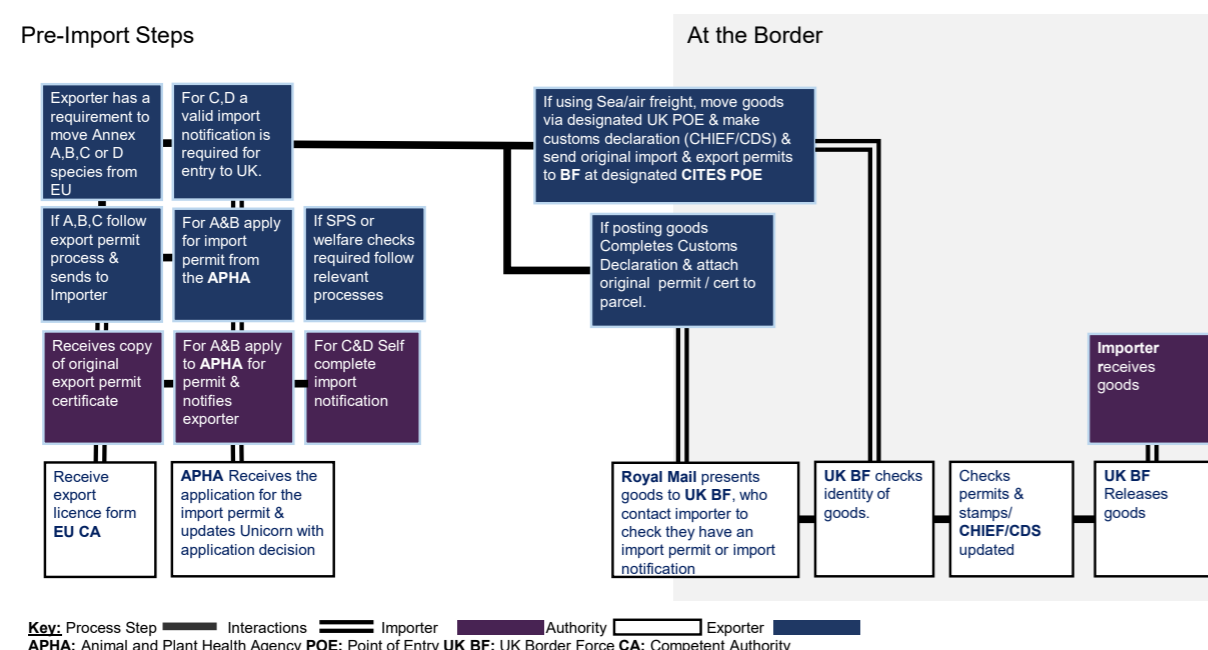 Pre-Import Steps
At the Border
Exporter has a
requirement to
move Annex
A,B,C or D
species from
EU
For C,D a
valid import
notification is
required for
entry to UK.
If using Sea/air freight, move goods
via designated UK POE & make
customs declaration (CHIEF/CDS) &
send original import & export permits
to BF at designated CITES POE
If A,B,C follow
export permit
process &
sends to
Importer
For A&B apply
for import
permit from
the APHA
If SPS or
welfare checks
required follow
relevant
processes
If posting goods
Completes Customs
Declaration & attach
original permit / cert to
parcel.
Receives copy
of original
export permit
certificate
For A&B apply
to APHA for
permit &
notifies
exporter
For C&D Self
complete
import
notification
Importer
receives
goods
Receive
export
licence form
EU CA
APHA Receives the
application for the
import permit &
updates Unicorn with
application decision
Royal Mail presents
goods to UK BF, who
contact importer to
check they have an
import permit or import
notification
UK BF checks
identity of
goods.
Checks
permits &
stamps/
CHIEF/CDS
updated
UK BF
Releases
goods
Key: Process Step Interactions Importer Authority Exporter
APHA: Animal and Plant Health Agency POE: Point of Entry UK BF: UK Border Force CA: Competent Authority